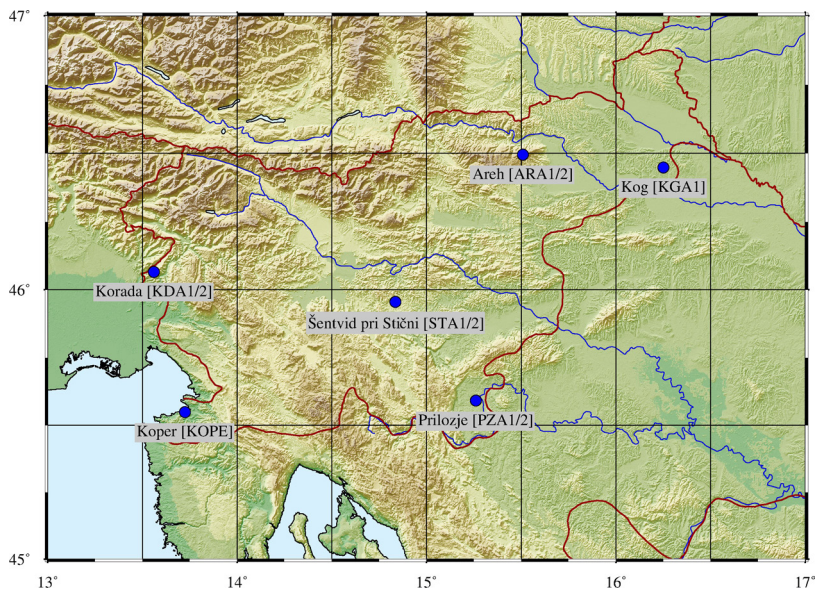 47°
Areh [ARA1/2]
Kog [KGA1]
46°
Korada [KDA1/2]
Šentvid pri Stični [STA1/2]
Prilozje [PZA1/2]
Koper [KOPE]
45°
13° 14° 15° 16° 17°